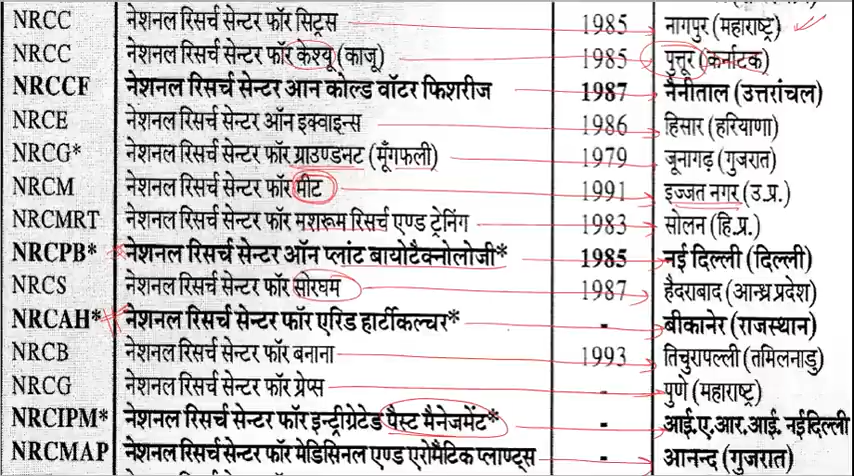 NRCC नेशनल रिसर्च सेन्टर फॉर सिट्रस 1985 नागपुर (महाराष्ट्र)
NRCC नेशनल रिसर्च सेन्टर फॉर केश्यू (काजू) 1985 पुत्तूर (कर्नाटक)
NRCCF नेशनल रिसर्च सेन्टर आन कोल्ड वॉटर फिशरीज 1987 नैनीताल (उत्तरांचल)
NRCE नेशनल रिसर्च सेन्टर ऑन इक्वाइन्स 1986 हिसार (हरियाणा)
NRCG* नेशनल रिसर्च सेन्टर फॉर ग्राउण्डनट (मूँगफली) 1979 जूनागढ़ (गुजरात)
NRCM नेशनल रिसर्च सेन्टर फॉर मीट 1991 इज्जत नगर (उ.प्र.)
NRCMRT नेशनल रिसर्च सेन्टर फॉर मशरूम रिसर्च एण्ड ट्रेनिंग 1983 सोलन (हि.प्र.)
NRCPB* नेशनल रिसर्च सेन्टर ऑन प्लांट बायोटैक्नोलोजी* 1985 नई दिल्ली (दिल्ली)
NRCS नेशनल रिसर्च सेन्टर फॉर सोरघम 1987 हैदराबाद (आन्ध्र प्रदेश)
NRCAH* नेशनल रिसर्च सेन्टर फॉर एरिड हार्टीकल्चर* - बीकानेर (राजस्थान)
NRCB नेशनल रिसर्च सेन्टर फॉर बनाना 1993 तिचुरापल्ली (तमिलनाडु)
NRCG नेशनल रिसर्च सेन्टर फॉर ग्रेप्स - पुणे (महाराष्ट्र)
NRCIPM* नेशनल रिसर्च सेन्टर फॉर इन्ट्रीग्रेटेड पैस्ट मैनेजमेंट* - आई.ए.आर.आई. नईदिल्ली
NRCMAP नेशनल रिसर्च सेन्टर फॉर मेडिसिनल एण्ड एरोमैटिक प्लाण्ट्स - आनन्द (गुजरात)